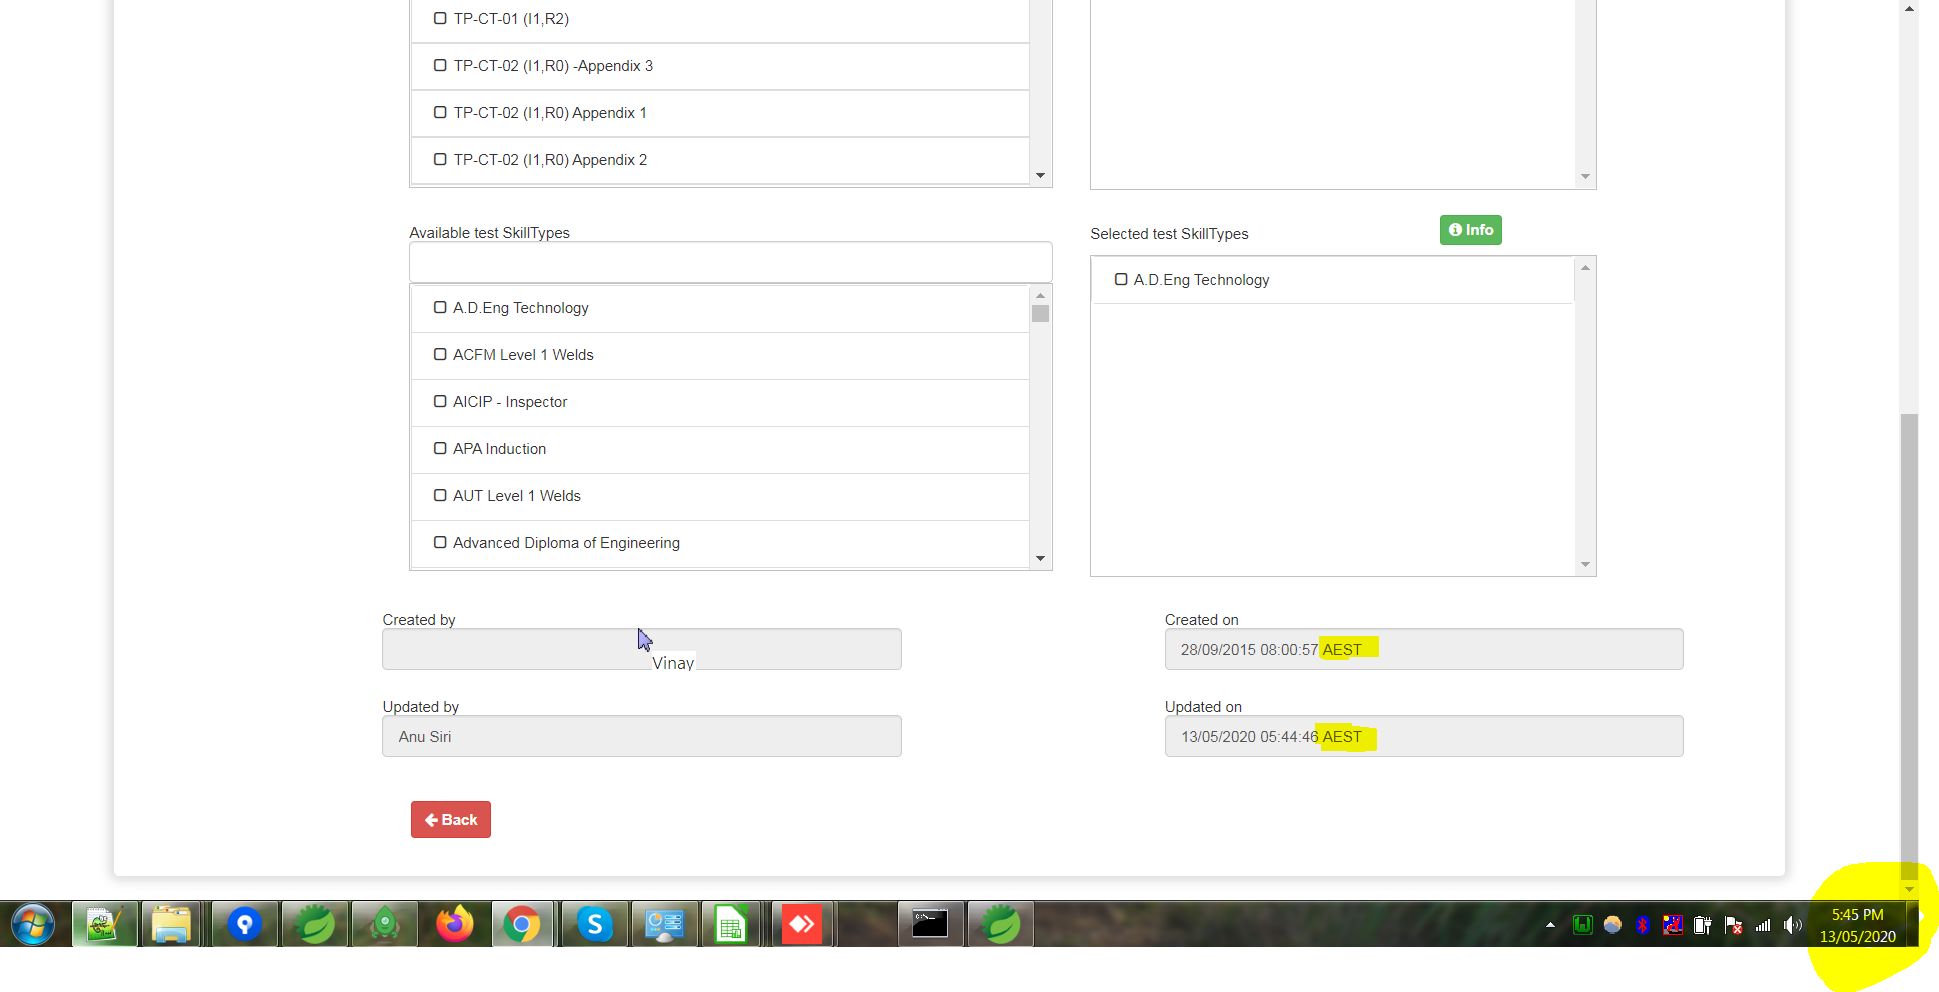 TP-CT-01 (I1,R2)
TP-CT-02 (I1,R0) -Appendix 3
TP-CT-02 (I1,R0) Appendix 1
TP-CT-02 (I1,R0) Appendix 2
Available test SkillTypes
Selected test SkillTypes
Info
A.D.Eng Technology
ACFM Level 1 Welds
AICIP - Inspector
APA Induction
AUT Level 1 Welds
Advanced Diploma of Engineering
A.D.Eng Technology
Created by
Vinay
Created on
28/09/2015 08:00:57 AEST
Updated by
Anu Siri
Updated on
13/05/2020 05:44:46 AEST
Back
5:45 PM
13/05/2020